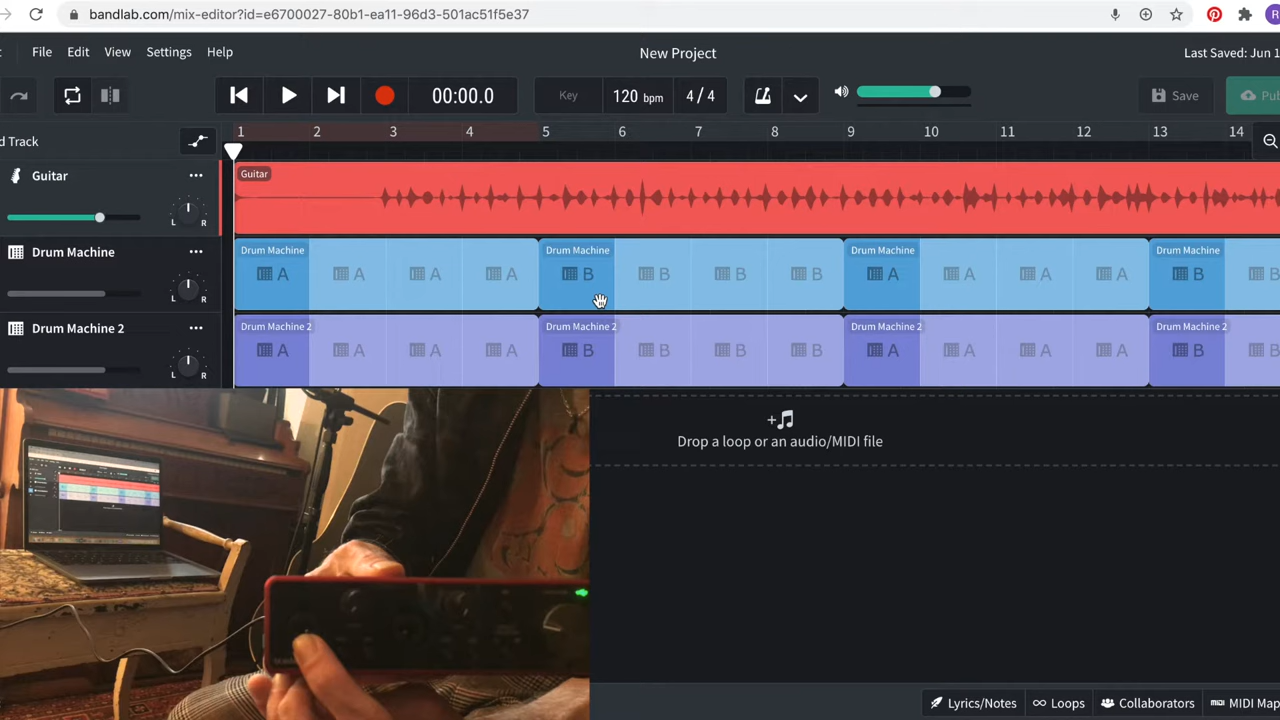 bandlab.com/mix-editor?id=e6700027-80b1-ea11-96d3-501ac51f5e37
File Edit View Settings Help New Project Last Saved: Jun 1
00:00.0 Key 120 bpm 4 / 4 Save Pub
d Track 1 2 3 4 5 6 7 8 9 10 11 12 13 14
Guitar
L R
Guitar
Drum Machine
L R
Drum Machine Drum Machine Drum Machine Drum Machine
A A A A B B B B A A A A B
Drum Machine 2
L R
Drum Machine 2 Drum Machine 2 Drum Machine 2 Drum Machine 2
A A A A B B B B A A A A B
Drop a loop or an audio/MIDI file
Lyrics/Notes Loops Collaborators MIDI Map